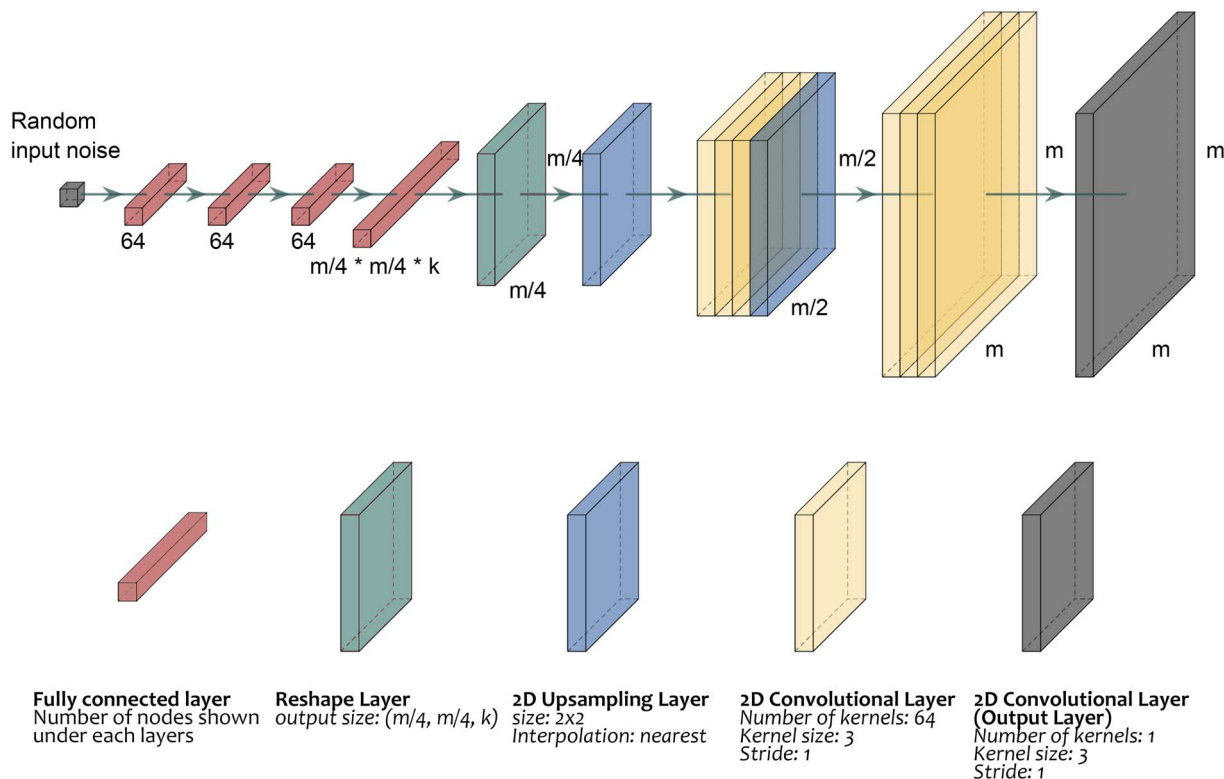 Random
input noise
64
64
64
m/4 * m/4 * k
m/4
m/4
m/2
m/2
m
m
m
m
Fully connected layer
Number of nodes shown
under each layers
Reshape Layer
output size: (m/4, m/4, k)
2D Upsampling Layer
size: 2x2
Interpolation: nearest
2D Convolutional Layer
Number of kernels: 64
Kernel size: 3
Stride: 1
2D Convolutional Layer
(Output Layer)
Number of kernels: 1
Kernel size: 3
Stride: 1